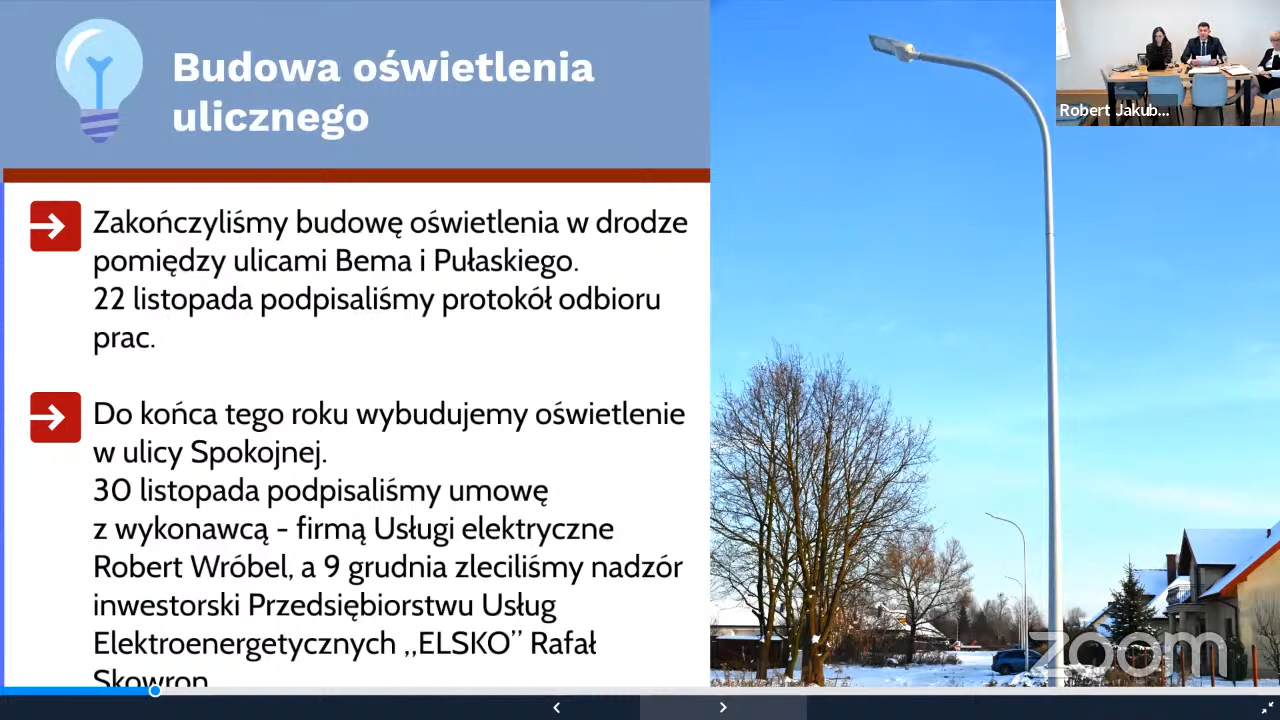 Budowa oświetlenia
ulicznego
Robert Jakub...
Zakończyliśmy budowę oświetlenia w drodze
pomiędzy ulicami Bema i Pułaskiego.
22 listopada podpisaliśmy protokół odbioru
prac.
Do końca tego roku wybudujemy oświetlenie
w ulicy Spokojnej.
30 listopada podpisaliśmy umowę
z wykonawcą - firmą Usługi elektryczne
Robert Wróbel, a 9 grudnia zleciliśmy nadzór
inwestorski Przedsiębiorstwu Usług
Elektroenergetycznych ,,ELSKO” Rafał
Skowron
zoom